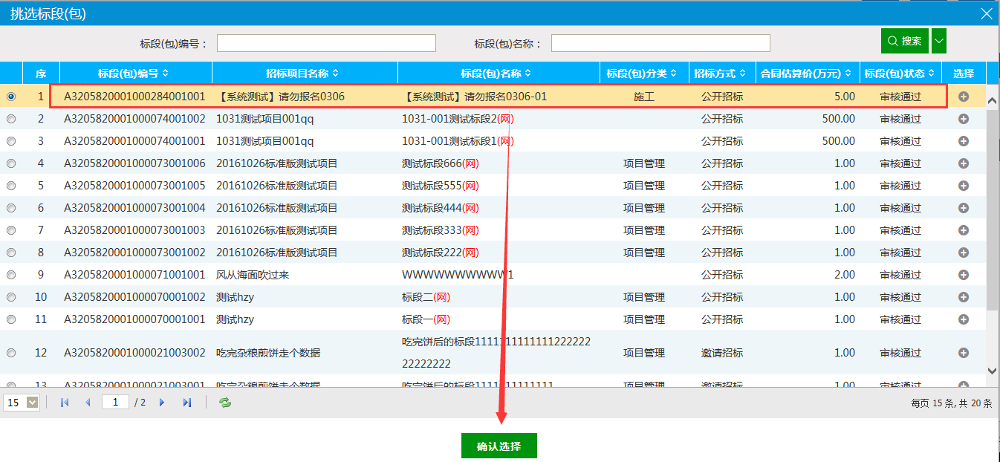 挑选标段(包)
标段(包)编号： 标段(包)名称： 搜索
序 标段(包)编号 招标项目名称 标段(包)名称 标段(包)分类 招标方式 合同估算价(万元) 标段(包)状态 选择
1 A3205820001000284001001 【系统测试】请勿报名0306 【系统测试】请勿报名0306-01 施工 公开招标 5.00 审核通过
2 A3205820001000074001002 1031测试项目001qq 1031-001测试标段2(网) 公开招标 500.00 审核通过
3 A3205820001000074001001 1031测试项目001qq 1031-001测试标段1(网) 公开招标 500.00 审核通过
4 A3205820001000073001006 20161026标准版测试项目 测试标段666(网) 项目管理 公开招标 1.00 审核通过
5 A3205820001000073001005 20161026标准版测试项目 测试标段555(网) 项目管理 公开招标 1.00 审核通过
6 A3205820001000073001004 20161026标准版测试项目 测试标段444(网) 项目管理 公开招标 1.00 审核通过
7 A3205820001000073001003 20161026标准版测试项目 测试标段333(网) 项目管理 公开招标 1.00 审核通过
8 A3205820001000073001002 20161026标准版测试项目 测试标段222(网) 项目管理 公开招标 1.00 审核通过
9 A3205820001000071001001 风从海面吹过来 WWWWWWWWWW1 公开招标 2.00 审核通过
10 A3205820001000070001002 测试hzy 标段二(网) 项目管理 公开招标 1.00 审核通过
11 A3205820001000070001001 测试hzy 标段一(网) 项目管理 公开招标 1.00 审核通过
12 A3205820001000021003002 吃完杂粮煎饼走个数据 吃完饼后的标段1111111111111222222 项目管理 邀请招标 1.00 审核通过
22222222
13 A3205820001000021003001 吃完杂粮煎饼走个数据 吃完饼后的标段1111111111111 项目管理 邀请招标 1.00 审核通过
15 1 / 2 每页 15 条, 共 20 条
确认选择